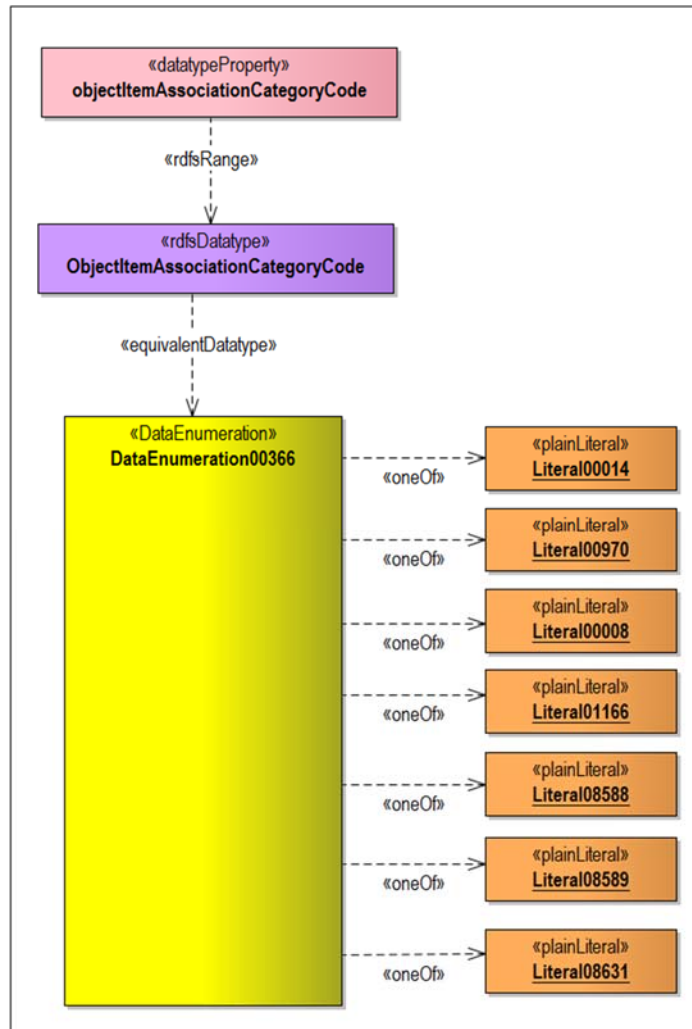 «datatypeProperty»
objectItemAssociationCategoryCode
«rdfsRange»
«rdfsDatatype»
ObjectItemAssociationCategoryCode
«equivalentDatatype»
«DataEnumeration»
DataEnumeration00366
«plainLiteral»
Literal00014
«oneOf»
«plainLiteral»
Literal00970
«oneOf»
«plainLiteral»
Literal00008
«oneOf»
«plainLiteral»
Literal01166
«oneOf»
«plainLiteral»
Literal08588
«oneOf»
«plainLiteral»
Literal08589
«oneOf»
«plainLiteral»
Literal08631
«oneOf»